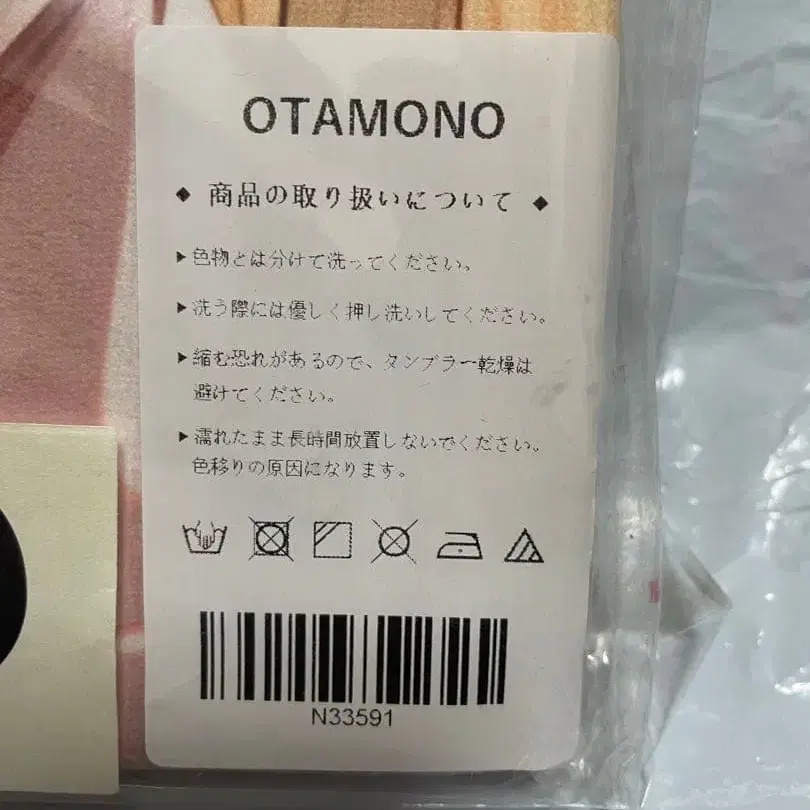 OTAMONO
◆ 商品の取り扱いについて ◆
▶色物とは分けて洗ってください。
▶洗う際には優しく押し洗いしてください。
▶縮む恐れがあるので、タンブラー乾燥は
避けてください。
▶濡れたまま長時間放置しないでください。
色移りの原因になります。
N33591